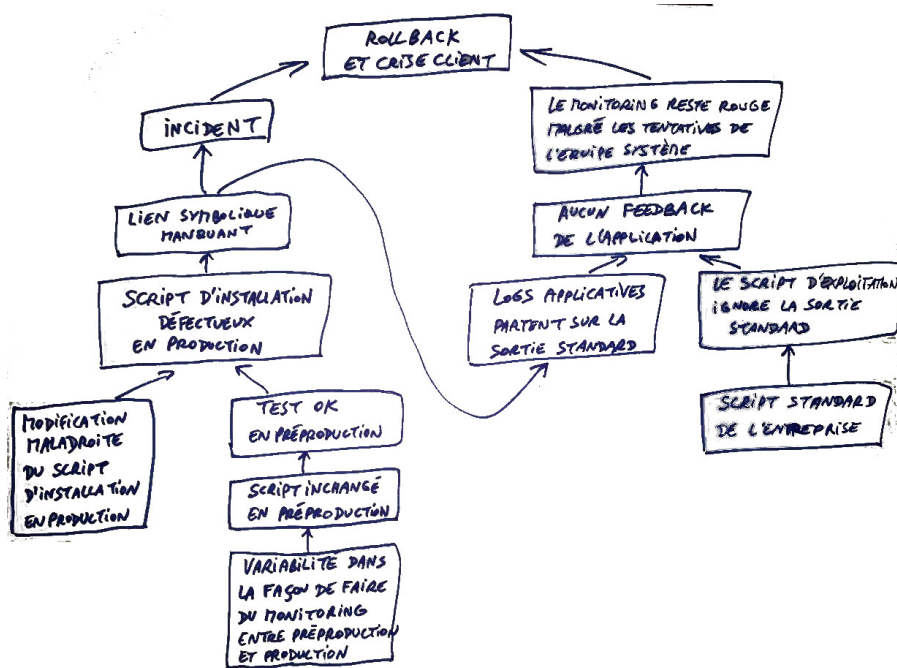 ROLLBACK
ET CRISE CLIENT
INCIDENT
LE MONITORING RESTE ROUGE
MALGRÉ LES TENTATIVES DE
L'EQUIPE SYSTÈME
LIEN SYMBOLIQUE
MANQUANT
AUCUN FEEDBACK
DE L'APPLICATION
SCRIPT D'INSTALLATION
DÉFECTUEUX
EN PRODUCTION
LOGS APPLICATIVES
PARTENT SUR LA
SORTIE STANDARD
LE SCRIPT D'EXPLOITATION
IGNORE LA SORTIE
STANDARD
MODIFICATION
MALADROITE
DU SCRIPT
D'INSTALLATION
EN PRODUCTION
TEST OK
EN PRÉPRODUCTION
SCRIPT STANDARD
DE L'ENTREPRISE
SCRIPT INCHANGÉ
EN PRÉPRODUCTION
VARIABILITÉ DANS
LA FAÇON DE FAIRE
DU MONITORING
ENTRE PRÉPRODUCTION
ET PRODUCTION